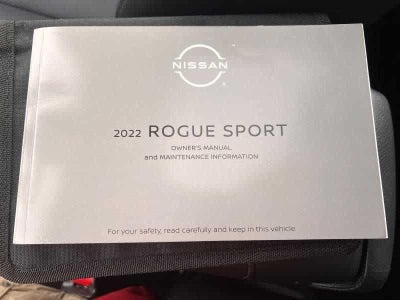 NISSAN
2022 ROGUE SPORT
OWNER'S MANUAL
and MAINTENANCE INFORMATION
For your safety, read carefully and keep in this vehicle.